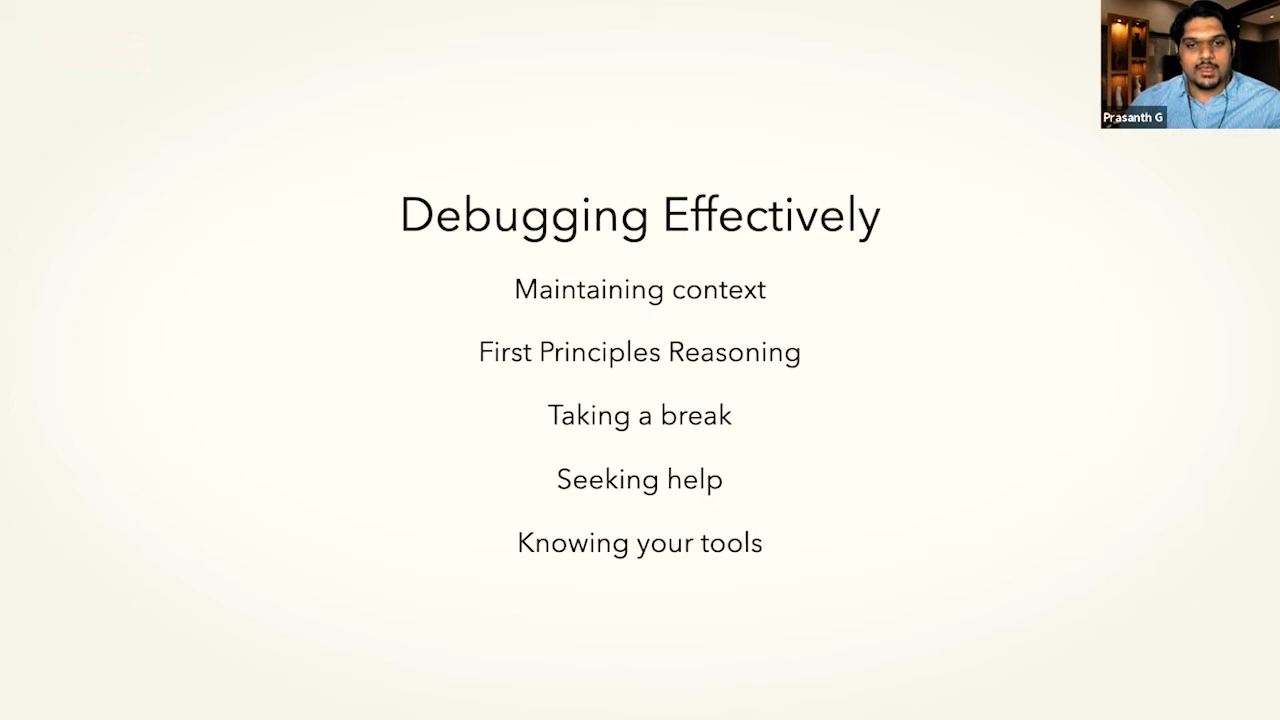 Prasanth G
Debugging Effectively
Maintaining context
First Principles Reasoning
Taking a break
Seeking help
Knowing your tools